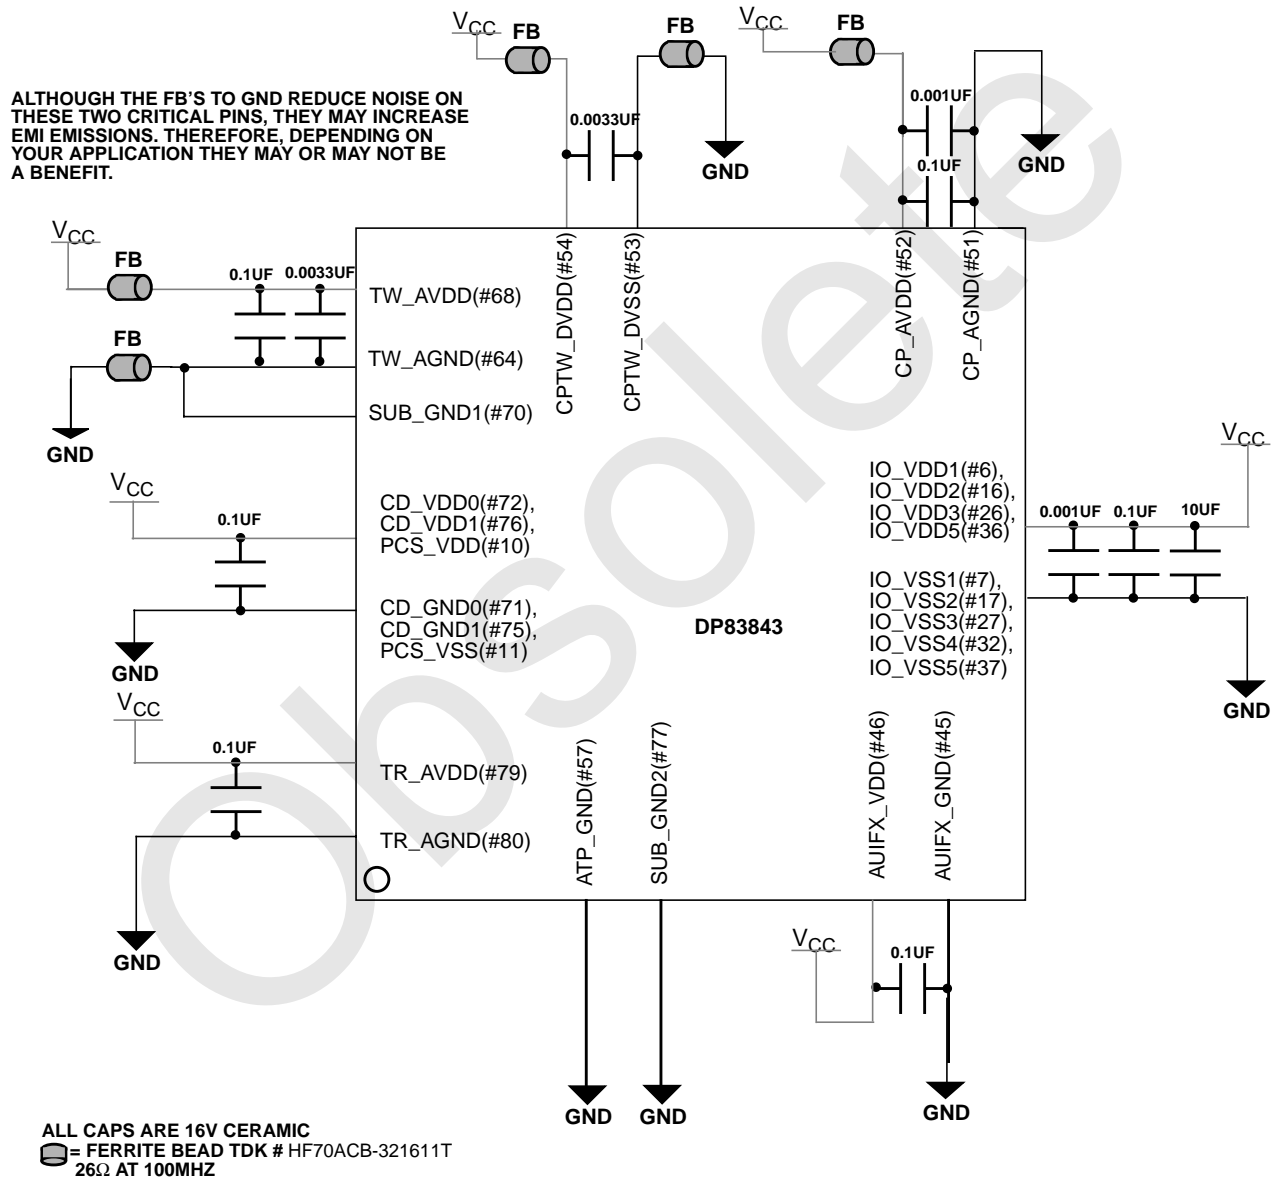 V_CC
FB
FB
V_CC
FB
ALTHOUGH THE FB'S TO GND REDUCE NOISE ON
THESE TWO CRITICAL PINS, THEY MAY INCREASE
EMI EMISSIONS. THEREFORE, DEPENDING ON
YOUR APPLICATION THEY MAY OR MAY NOT BE
A BENEFIT.
0.0033UF
GND
0.001UF
0.1UF
GND
CPTW_DVDD(#54)
CPTW_DVSS(#53)
CP_AVDD(#52)
CP_AGND(#51)
V_CC
FB
0.1UF
0.0033UF
TW_AVDD(#68)
FB
TW_AGND(#64)
SUB_GND1(#70)
GND
V_CC
0.1UF
CD_VDD0(#72),
CD_VDD1(#76),
PCS_VDD(#10)
CD_GND0(#71),
CD_GND1(#75),
PCS_VSS(#11)
GND
V_CC
IO_VDD1(#6),
IO_VDD2(#16),
IO_VDD3(#26),
IO_VDD5(#36)
0.001UF
0.1UF
10UF
IO_VSS1(#7),
IO_VSS2(#17),
IO_VSS3(#27),
IO_VSS4(#32),
IO_VSS5(#37)
GND
DP83843
Obsolete
V_CC
0.1UF
TR_AVDD(#79)
TR_AGND(#80)
GND
ATP_GND(#57)
SUB_GND2(#77)
AUIFX_VDD(#46)
AUIFX_GND(#45)
V_CC
0.1UF
GND
GND
GND
ALL CAPS ARE 16V CERAMIC
= FERRITE BEAD TDK # HF70ACB-321611T
26Ω AT 100MHZ